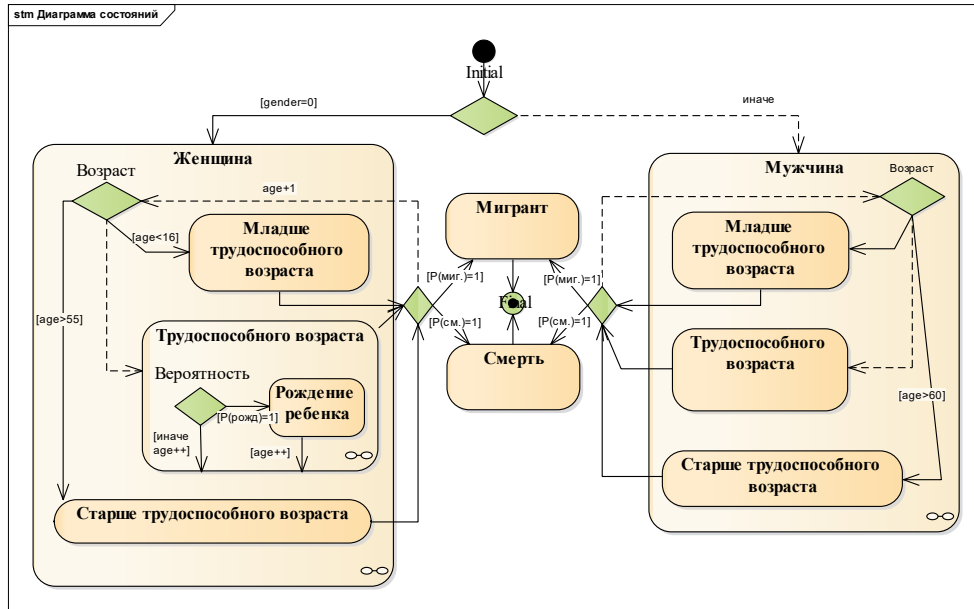 stm Диаграмма состояний
Initial
[gender=0]
иначе
Женщина
Возраст
age+1
[age<16]
Младше
трудоспособного
возраста
[age>55]
Трудоспособного возраста
Вероятность
Рождение
ребенка
[P(рожд)=1]
[иначе
age++]
[age++]
Старше трудоспособного возраста
Мигрант
[P(миг.)=1]
[P(миг.)=1]
Final
[P(см.)=1]
[P(см.)=1]
Смерть
Мужчина
Возраст
Младше
трудоспособного
возраста
Трудоспособного
возраста
[age>60]
Старше трудоспособного
возраста